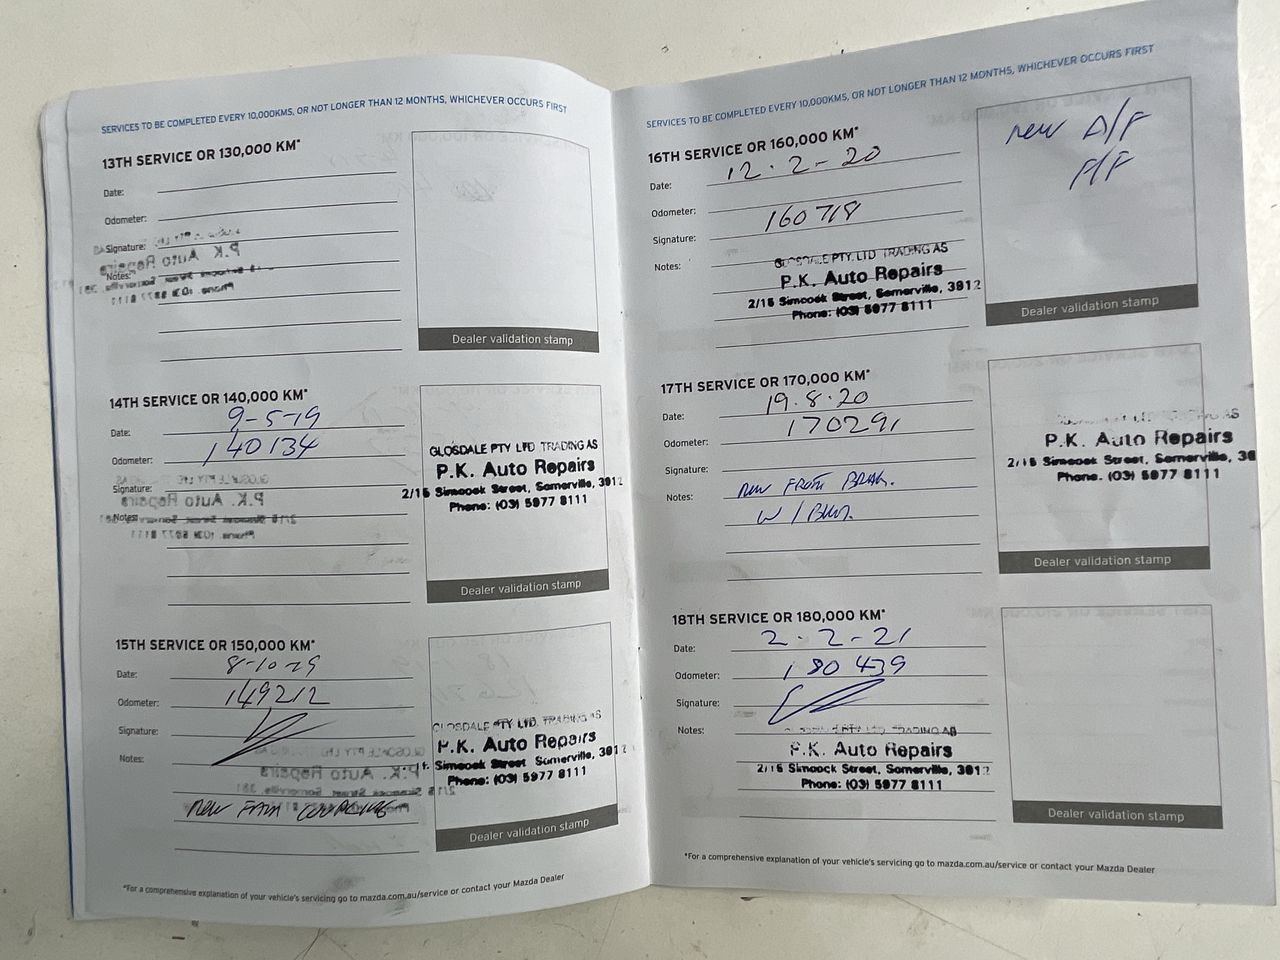 SERVICES TO BE COMPLETED EVERY 10,000KMS, OR NOT LONGER THAN 12 MONTHS, WHICHEVER OCCURS FIRST
13TH SERVICE OR 130,000 KM*
Date:
Odometer:
Signature:
Notes:
Dealer validation stamp
14TH SERVICE OR 140,000 KM*
Date: 9-5-19
Odometer: 140134
Signature:
Notes:
GLOSDALE PTY LTD TRADING AS
P.K. Auto Repairs
2/15 Simcock Street, Somerville, 3912
Phone: (03) 5977 8111
Dealer validation stamp
15TH SERVICE OR 150,000 KM*
Date: 8-10-19
Odometer: 149212
Signature:
Notes:
new
GLOSDALE PTY LTD. TRADING AS
P.K. Auto Repairs
Simcock Street, Somerville, 3912
Phone: (03) 5977 8111
Dealer validation stamp
*For a comprehensive explanation of your vehicle's servicing go to mazda.com.au/service or contact your Mazda Dealer
SERVICES TO BE COMPLETED EVERY 10,000KMS, OR NOT LONGER THAN 12 MONTHS, WHICHEVER OCCURS FIRST
16TH SERVICE OR 160,000 KM*
Date: 12-2-20
Odometer: 160718
Signature:
Notes:
GLOSDALE PTY. LTD TRADING AS
P.K. Auto Repairs
2/15 Simcock Street, Somerville, 3912
Phone: (03) 5977 8111
new A/F
P/F
Dealer validation stamp
17TH SERVICE OR 170,000 KM*
Date: 19.8.20
Odometer: 170291
Signature:
Notes: new FRONT
P.K. Auto Repairs
2/15 Simcock Street, Somerville, 39
Phone. (03) 5977 8111
Dealer validation stamp
18TH SERVICE OR 180,000 KM*
Date: 2-2-21
Odometer: 180439
Signature:
Notes:
TRADING AS
P.K. Auto Repairs
2/15 Simcock Street, Somerville, 3912
Phone: (03) 5977 8111
Dealer validation stamp
*For a comprehensive explanation of your vehicle's servicing go to mazda.com.au/service or contact your Mazda Dealer